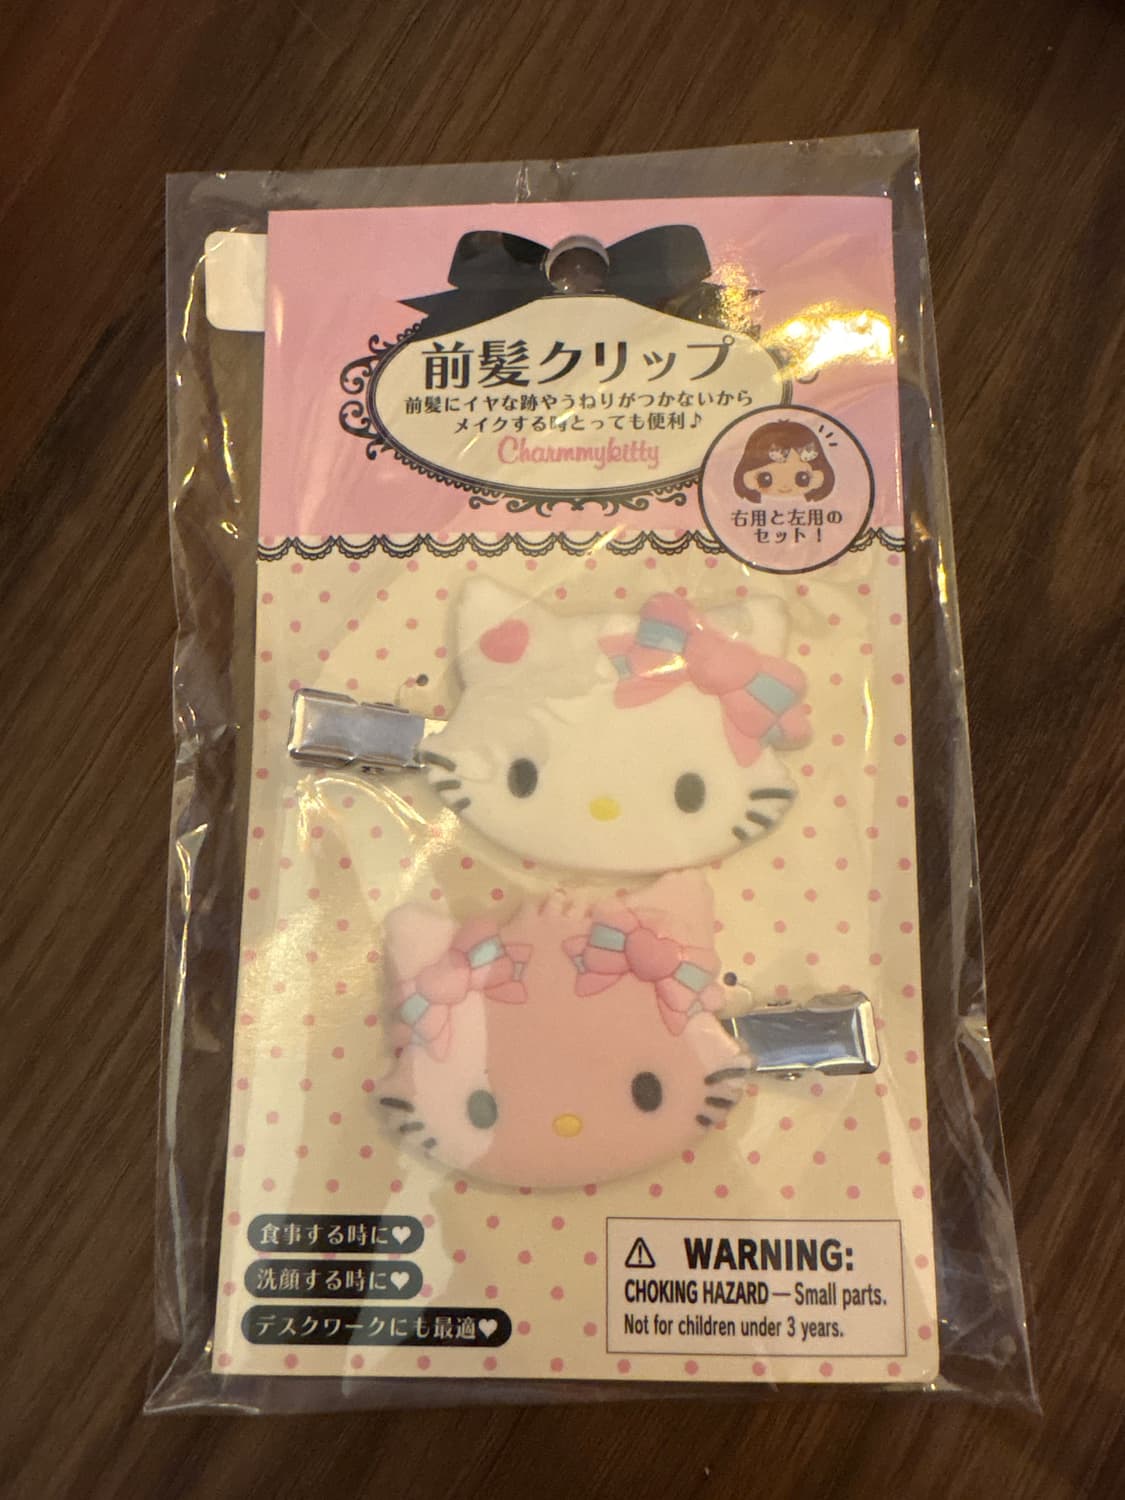 前髪クリップ
前髪にイヤな跡やうねりがつかないから
メイクする時とっても便利♪
Charmmykitty
右用と左用の
セット！
食事する時に♥
洗顔する時に♥
デスクワークにも最適♥
⚠ WARNING:
CHOKING HAZARD — Small parts.
Not for children under 3 years.